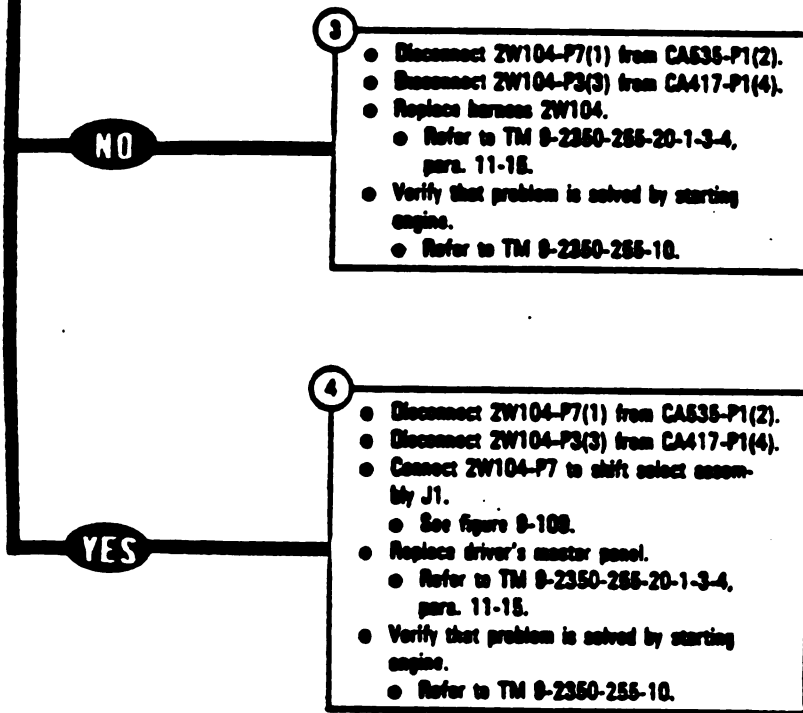 3
● Disconnect 2W104-P7(1) from CA535-P1(2).
● Disconnect 2W104-P3(3) from CA417-P1(4).
● Replace harness 2W104.
● Refer to TM 9-2350-255-20-1-3-4,
para. 11-15.
● Verify that problem is solved by starting
engine.
● Refer to TM 9-2350-255-10.
NO
4
● Disconnect 2W104-P7(1) from CA535-P1(2).
● Disconnect 2W104-P3(3) from CA417-P1(4).
● Connect 2W104-P7 to shift select assem-
bly J1.
● See figure 9-109.
● Replace driver's master panel.
● Refer to TM 9-2350-255-20-1-3-4,
para. 11-15.
● Verify that problem is solved by starting
engine.
● Refer to TM 9-2350-255-10.
YES